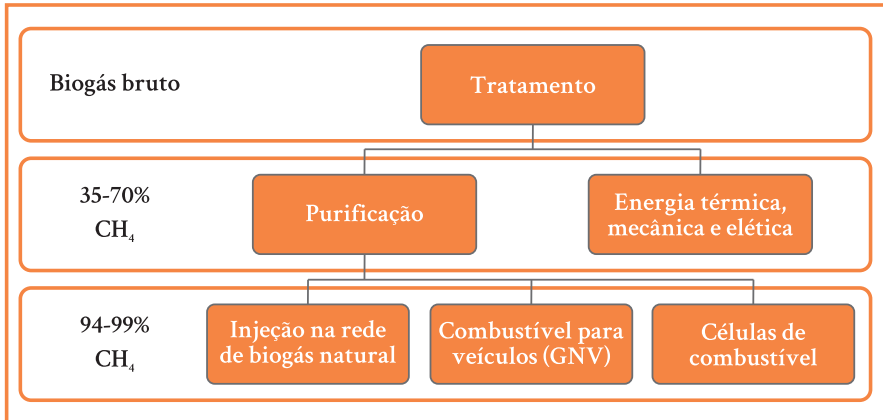 Biogás bruto
Tratamento
35-70%
CH₄
Purificação
Energia térmica,
mecânica e elética
94-99%
CH₄
Injeção na rede
de biogás natural
Combustível para
veículos (GNV)
Células de
combustível